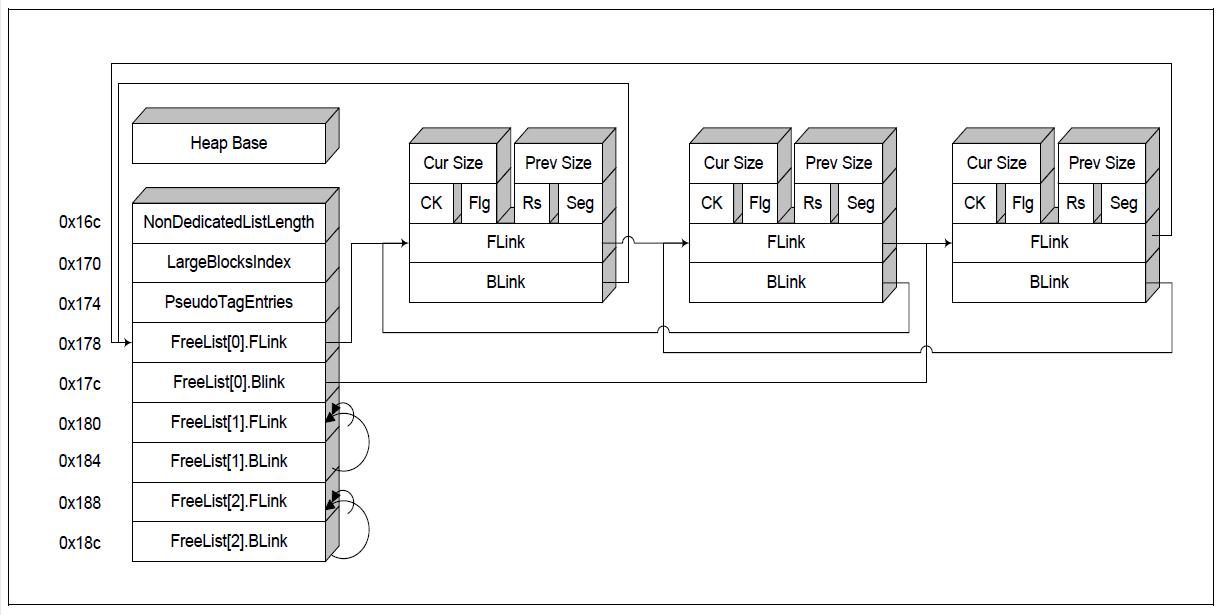 Heap Base
0x16c NonDedicatedListLength
0x170 LargeBlocksIndex
0x174 PseudoTagEntries
0x178 FreeList[0].FLink
0x17c FreeList[0].Blink
0x180 FreeList[1].FLink
0x184 FreeList[1].BLink
0x188 FreeList[2].FLink
0x18c FreeList[2].BLink
Cur Size Prev Size
CK Flg Rs Seg
FLink
BLink
Cur Size Prev Size
CK Flg Rs Seg
FLink
BLink
Cur Size Prev Size
CK Flg Rs Seg
FLink
BLink